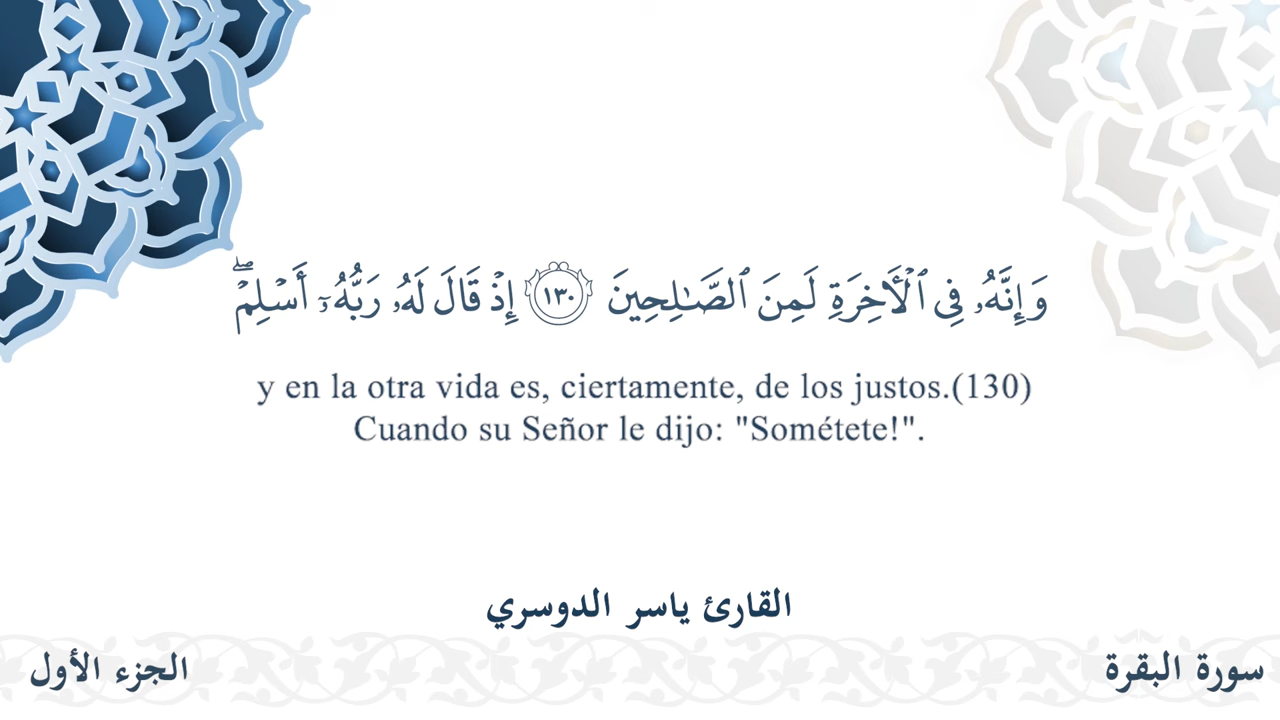 وَإِنَّهُۥ فِي ٱلْأَخِرَةِ لَمِنَ ٱلصَّـٰلِحِينَ ١٣٠ إِذْ قَالَ لَهُۥ رَبُّهُۥٓ أَسْلِمْۖ
y en la otra vida es, ciertamente, de los justos.(130)
Cuando su Señor le dijo: "Sométete!".
القارئ ياسر الدوسري
سورة البقرة
الجزء الأول